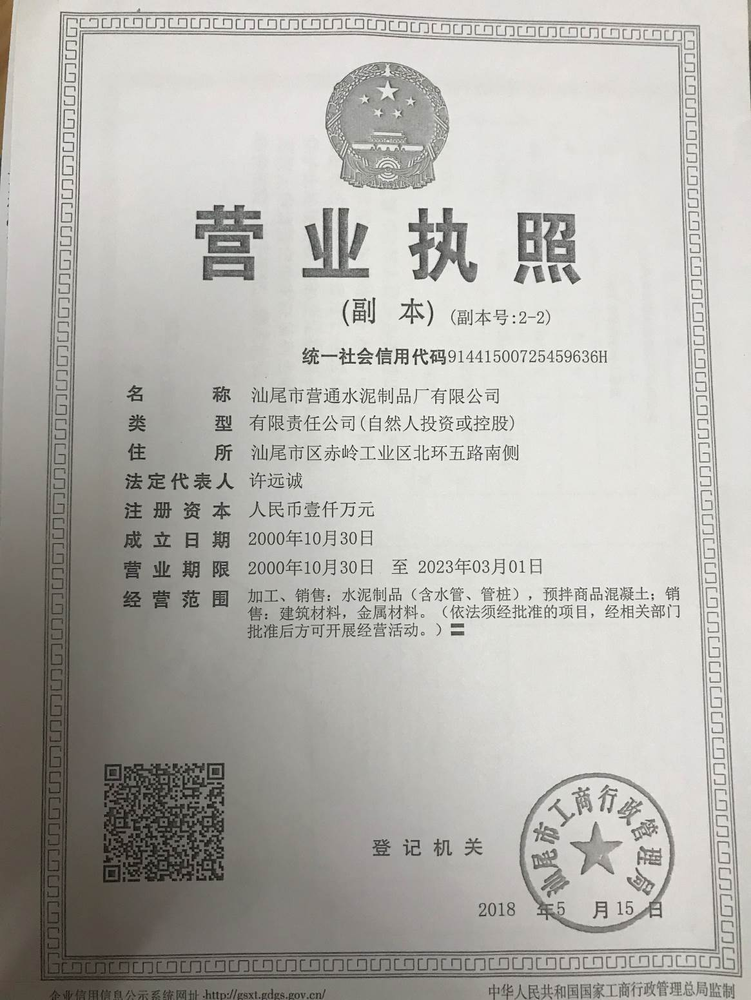 营业执照
(副 本) (副本号:2-2)
统一社会信用代码91441500725459636H
名 称 汕尾市营通水泥制品厂有限公司
类 型 有限责任公司(自然人投资或控股)
住 所 汕尾市区赤岭工业区北环五路南侧
法定代表人 许远诚
注册资本 人民币壹仟万元
成立日期 2000年10月30日
营业期限 2000年10月30日 至 2023年03月01日
经营范围 加工、销售：水泥制品（含水管、管桩），预拌商品混凝土；销
售：建筑材料，金属材料。（依法须经批准的项目，经相关部门
批准后方可开展经营活动。）〓
汕尾市工商行政管理局
登记机关
2018 年5 月15 日
企业信用信息公示系统网址:http://gsxt.gdgs.gov.cn/
中华人民共和国国家工商行政管理总局监制